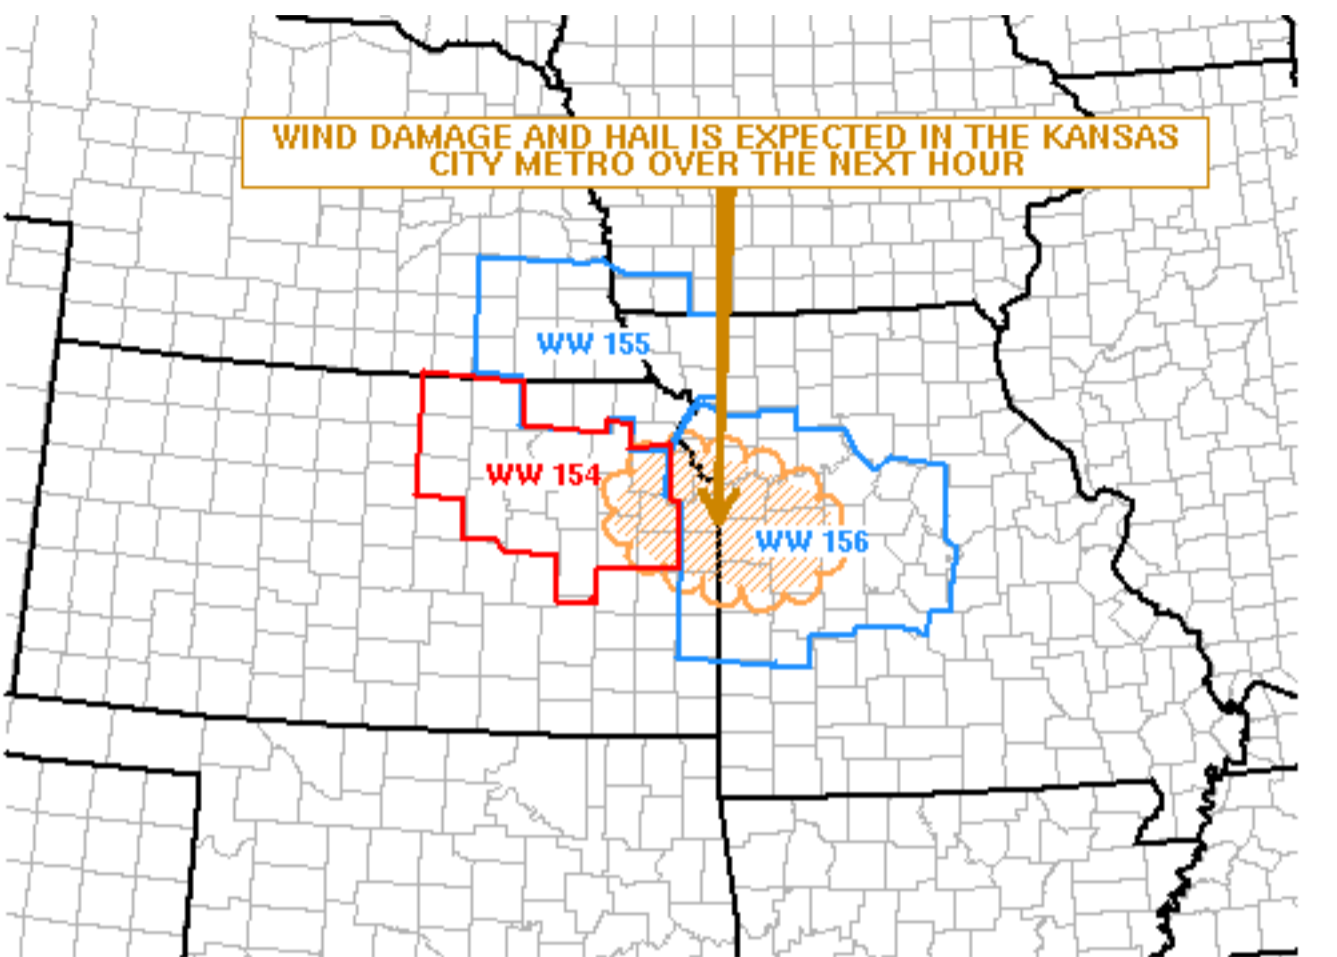 WIND DAMAGE AND HAIL IS EXPECTED IN THE KANSAS
CITY METRO OVER THE NEXT HOUR
WW 155
WW 154
WW 156